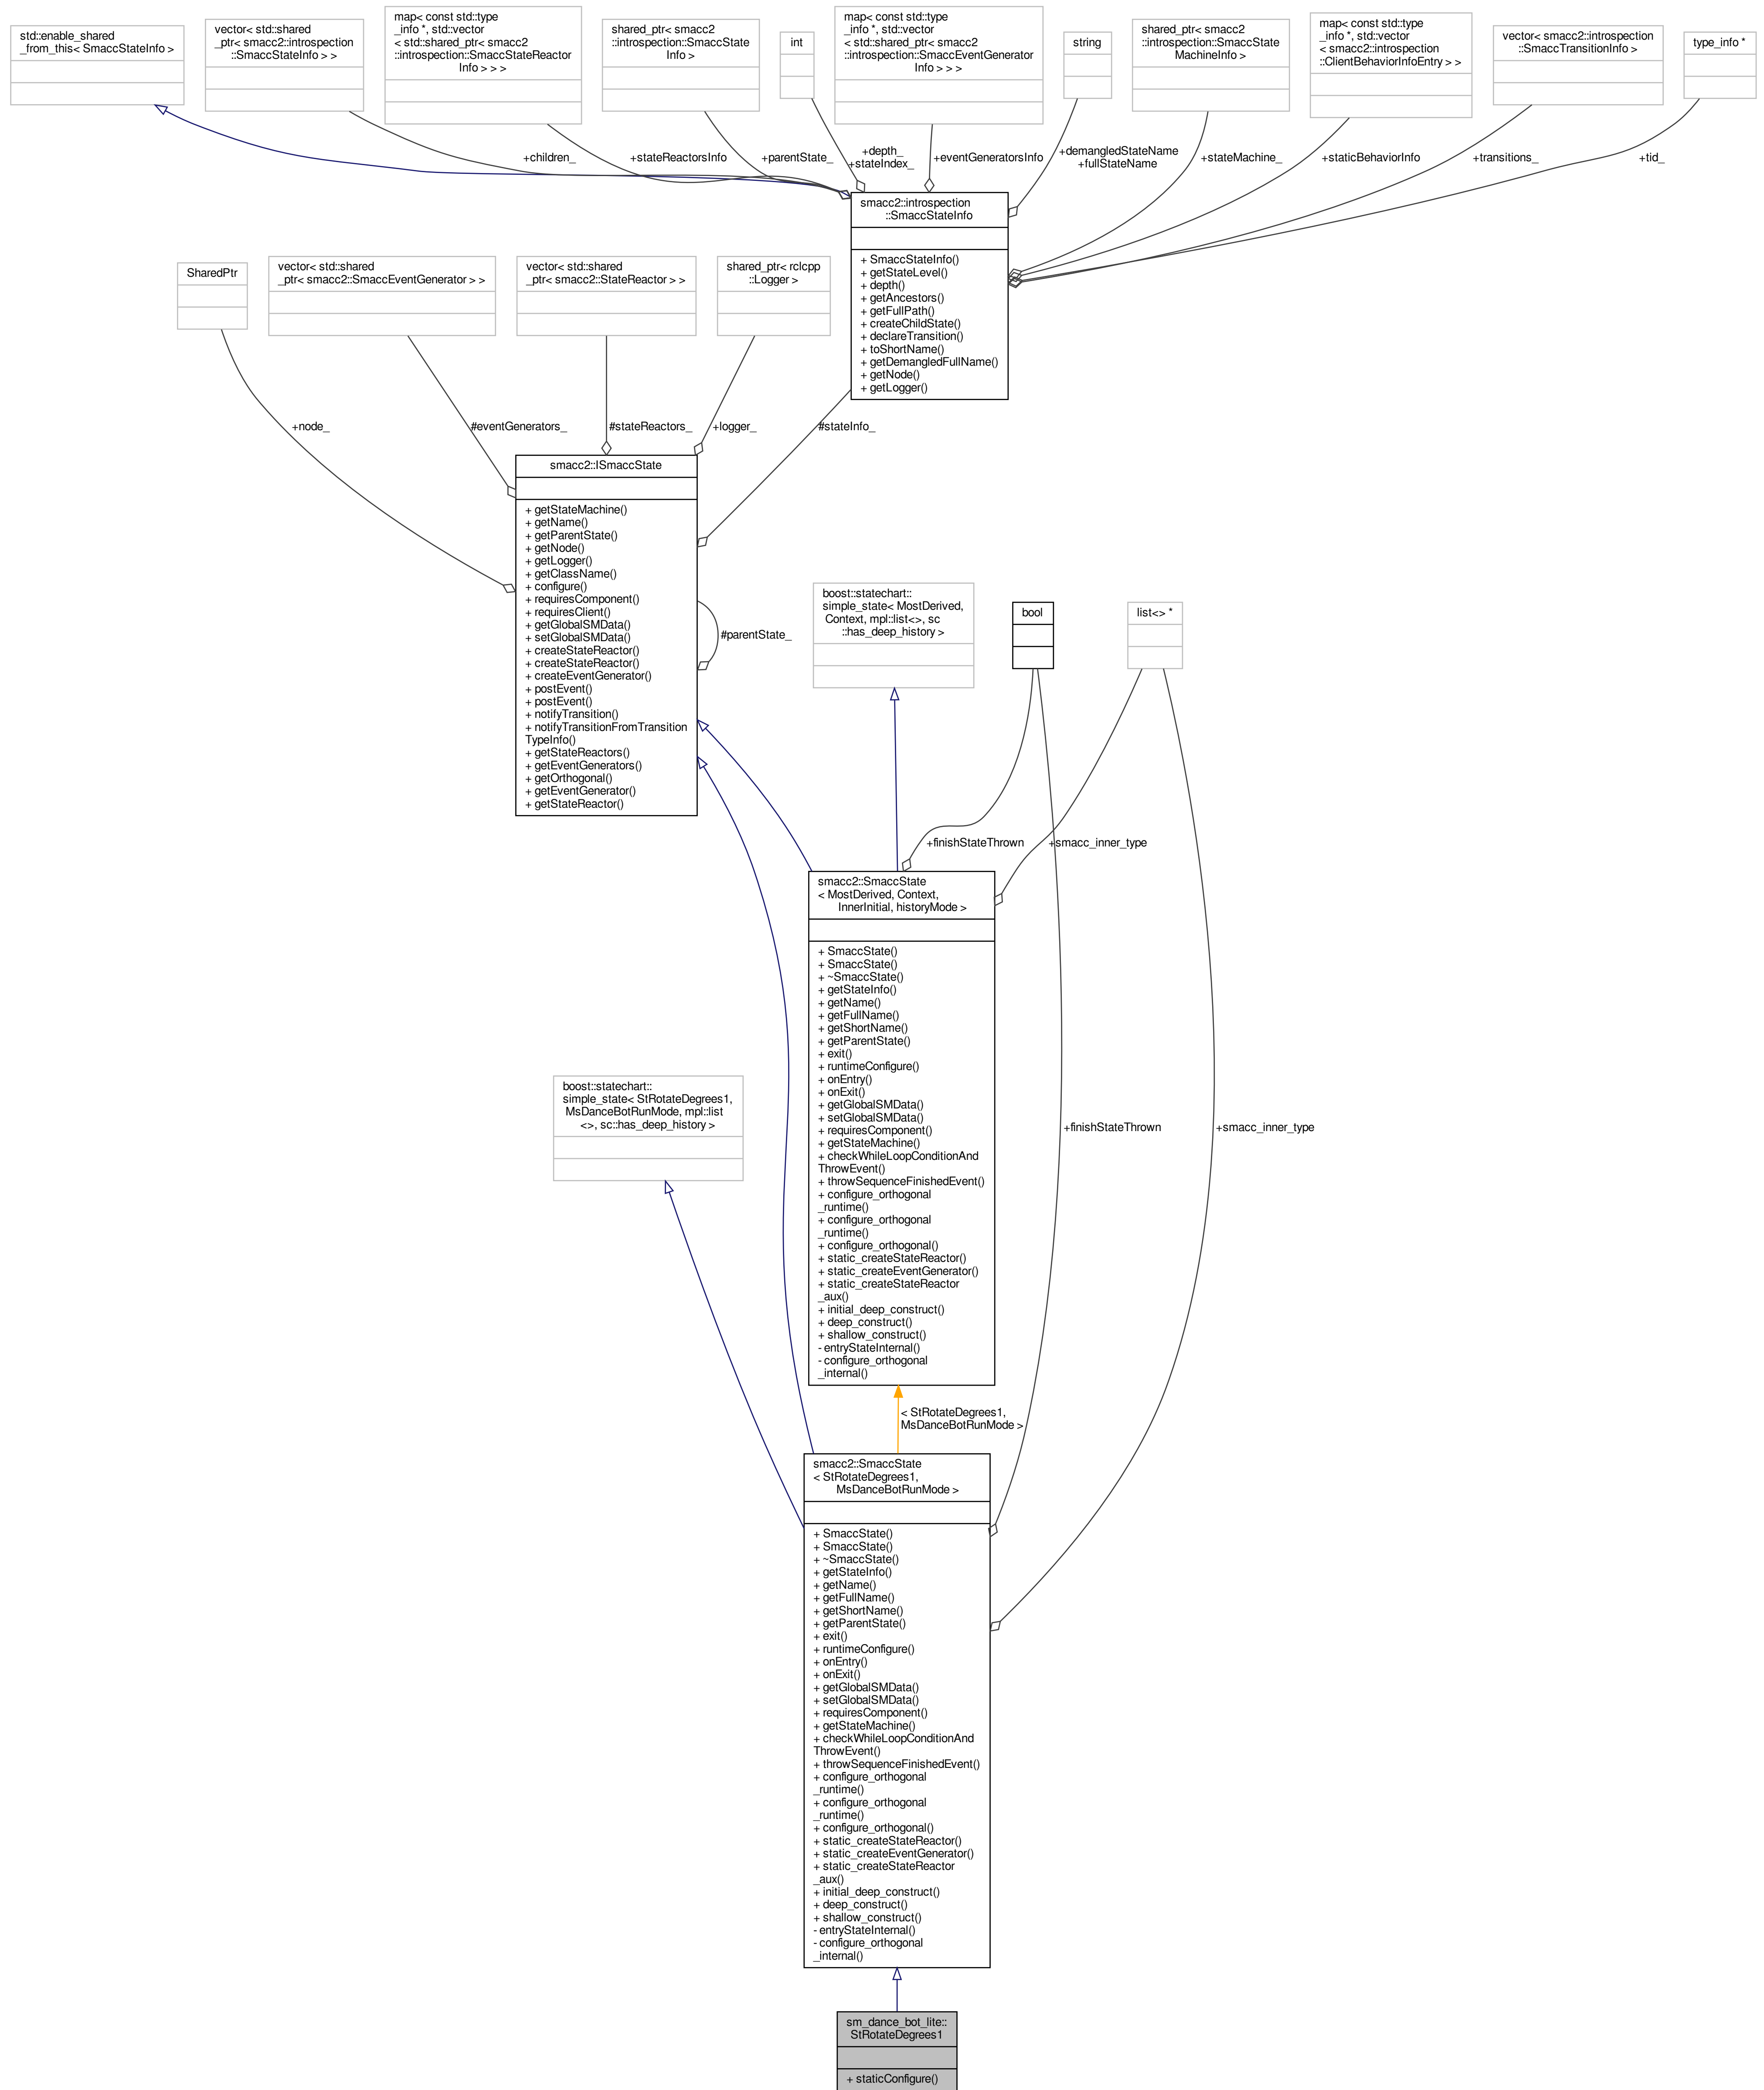 std::enable_shared
_from_this< SmaccStateInfo >
vector< std::shared
_ptr< smacc2::introspection
::SmaccStateInfo > >
map< const std::type
_info *, std::vector
< std::shared_ptr< smacc2
::introspection::SmaccStateReactor
Info > > >
shared_ptr< smacc2
::introspection::SmaccState
Info >
int
map< const std::type
_info *, std::vector
< std::shared_ptr< smacc2
::introspection::SmaccEventGenerator
Info > > >
string
shared_ptr< smacc2
::introspection::SmaccState
MachineInfo >
map< const std::type
_info *, std::vector
< smacc2::introspection
::ClientBehaviorInfoEntry > >
vector< smacc2::introspection
::SmaccTransitionInfo >
type_info *
+children_
+stateReactorsInfo
+parentState_
+depth_
+stateIndex_
+eventGeneratorsInfo
+demangledStateName
+fullStateName
+stateMachine_
+staticBehaviorInfo
+transitions_
+tid_
smacc2::introspection
::SmaccStateInfo
+ SmaccStateInfo()
+ getStateLevel()
+ depth()
+ getAncestors()
+ getFullPath()
+ createChildState()
+ declareTransition()
+ toShortName()
+ getDemangledFullName()
+ getNode()
+ getLogger()
SharedPtr
vector< std::shared
_ptr< smacc2::SmaccEventGenerator > >
vector< std::shared
_ptr< smacc2::StateReactor > >
shared_ptr< rclcpp
::Logger >
+node_
#eventGenerators_
#stateReactors_
+logger_
#stateInfo_
smacc2::ISmaccState
+ getStateMachine()
+ getName()
+ getParentState()
+ getNode()
+ getLogger()
+ getClassName()
+ configure()
+ requiresComponent()
+ requiresClient()
+ getGlobalSMData()
+ setGlobalSMData()
+ createStateReactor()
+ createStateReactor()
+ createEventGenerator()
+ postEvent()
+ postEvent()
+ notifyTransition()
+ notifyTransitionFromTransition
TypeInfo()
+ getStateReactors()
+ getEventGenerators()
+ getOrthogonal()
+ getEventGenerator()
+ getStateReactor()
#parentState_
boost::statechart::
simple_state< MostDerived,
Context, mpl::list<>, sc
::has_deep_history >
bool
list<> *
+finishStateThrown
+smacc_inner_type
smacc2::SmaccState
< MostDerived, Context,
InnerInitial, historyMode >
+ SmaccState()
+ SmaccState()
+ ~SmaccState()
+ getStateInfo()
+ getName()
+ getFullName()
+ getShortName()
+ getParentState()
+ exit()
+ runtimeConfigure()
+ onEntry()
+ onExit()
+ getGlobalSMData()
+ setGlobalSMData()
+ requiresComponent()
+ getStateMachine()
+ checkWhileLoopConditionAnd
ThrowEvent()
+ throwSequenceFinishedEvent()
+ configure_orthogonal
_runtime()
+ configure_orthogonal
_runtime()
+ configure_orthogonal()
+ static_createStateReactor()
+ static_createEventGenerator()
+ static_createStateReactor
_aux()
+ initial_deep_construct()
+ deep_construct()
+ shallow_construct()
- entryStateInternal()
- configure_orthogonal
_internal()
boost::statechart::
simple_state< StRotateDegrees1,
MsDanceBotRunMode, mpl::list
<>, sc::has_deep_history >
+finishStateThrown
+smacc_inner_type
< StRotateDegrees1,
MsDanceBotRunMode >
smacc2::SmaccState
< StRotateDegrees1,
MsDanceBotRunMode >
+ SmaccState()
+ SmaccState()
+ ~SmaccState()
+ getStateInfo()
+ getName()
+ getFullName()
+ getShortName()
+ getParentState()
+ exit()
+ runtimeConfigure()
+ onEntry()
+ onExit()
+ getGlobalSMData()
+ setGlobalSMData()
+ requiresComponent()
+ getStateMachine()
+ checkWhileLoopConditionAnd
ThrowEvent()
+ throwSequenceFinishedEvent()
+ configure_orthogonal
_runtime()
+ configure_orthogonal
_runtime()
+ configure_orthogonal()
+ static_createStateReactor()
+ static_createEventGenerator()
+ static_createStateReactor
_aux()
+ initial_deep_construct()
+ deep_construct()
+ shallow_construct()
- entryStateInternal()
- configure_orthogonal
_internal()
sm_dance_bot_lite::
StRotateDegrees1
+ staticConfigure()